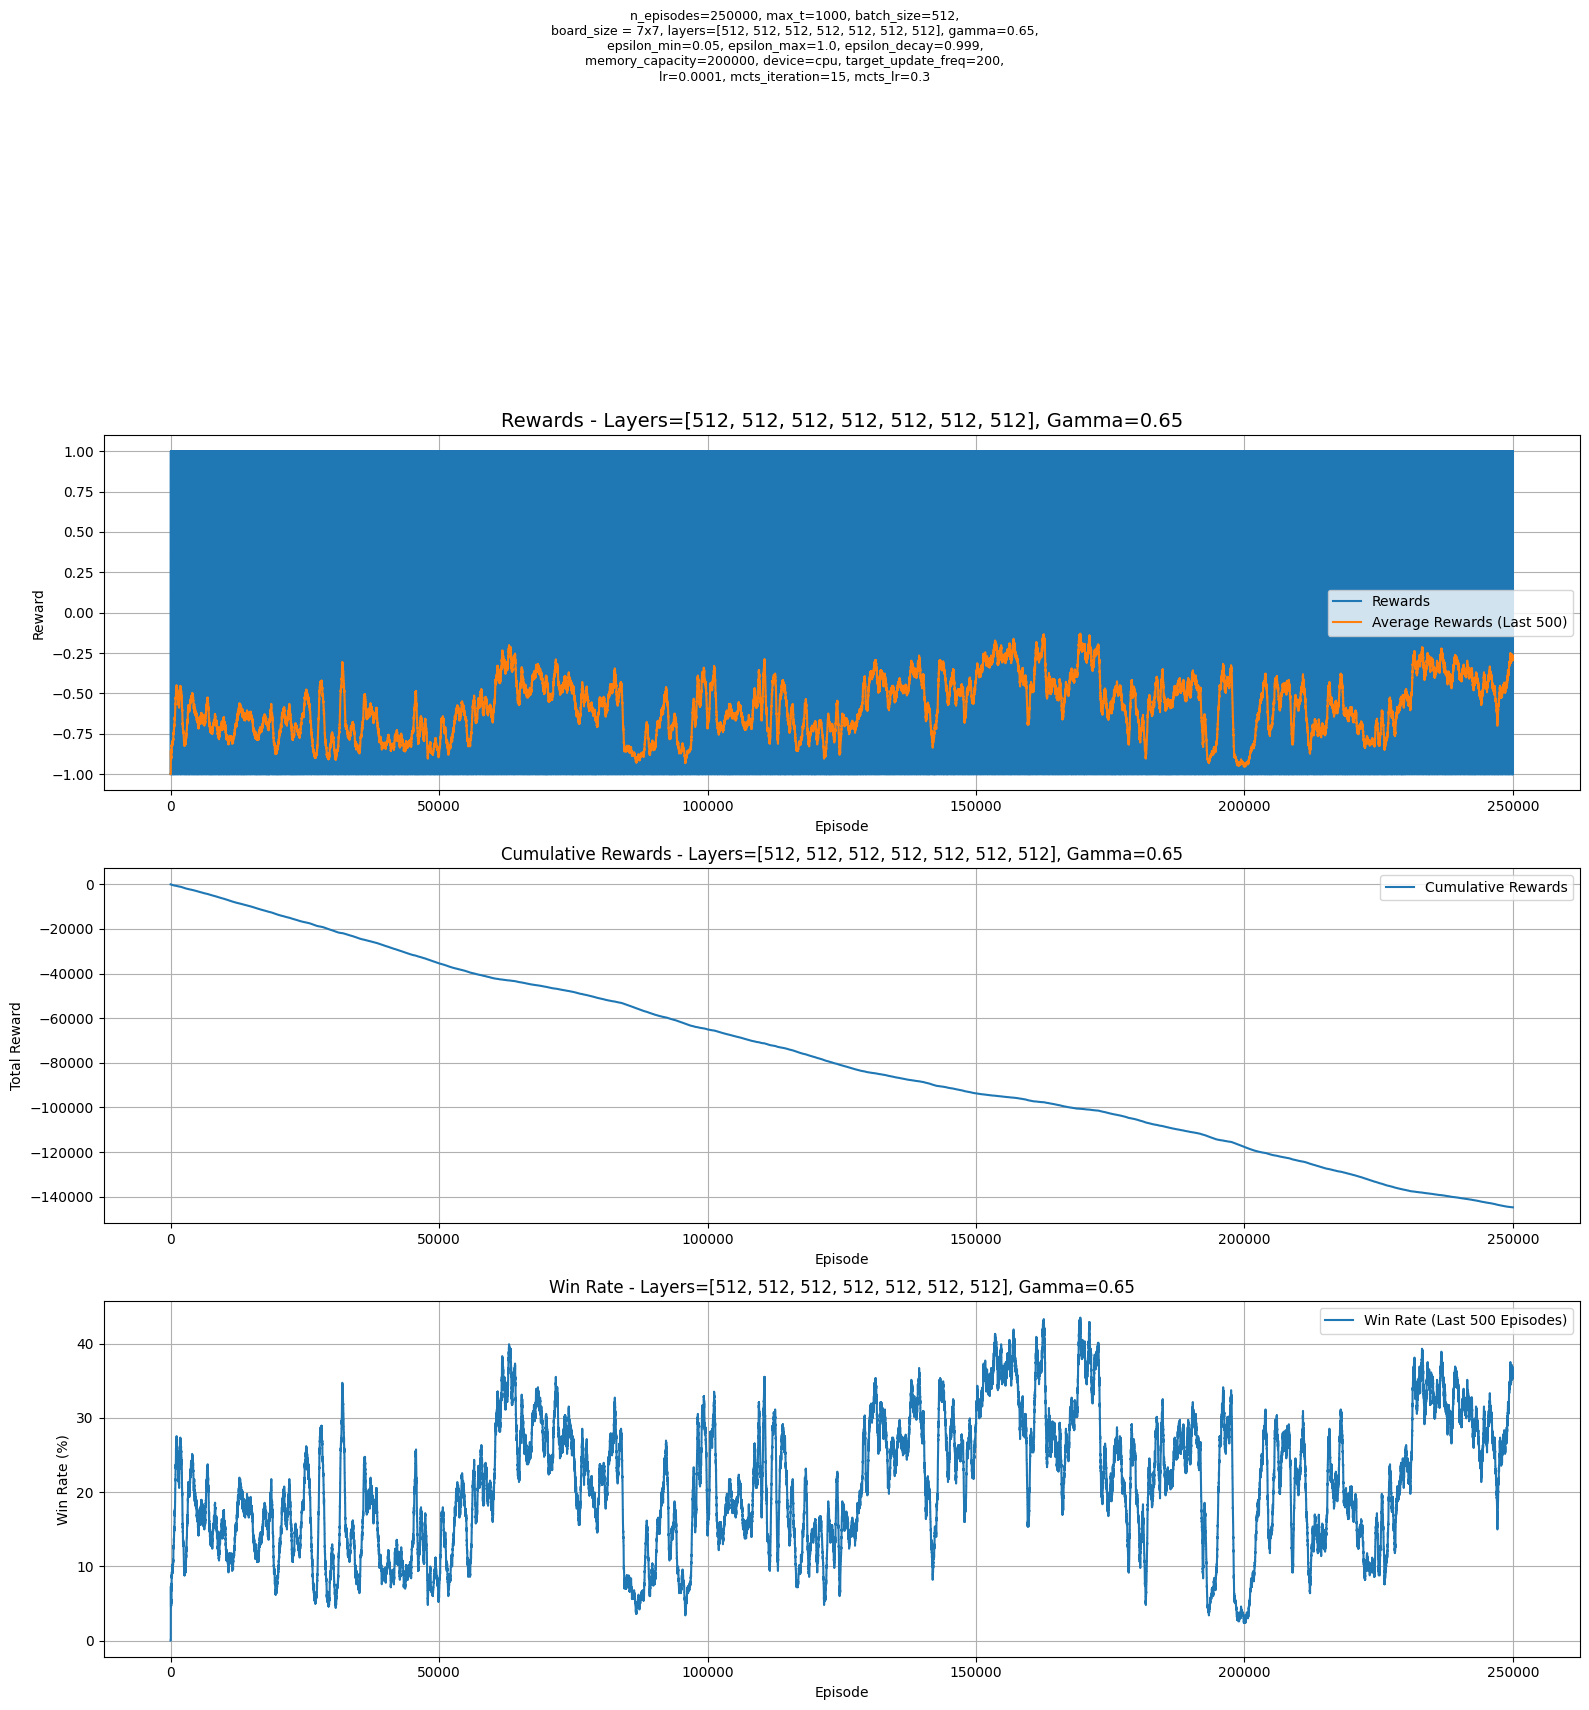 n_episodes=250000, max_t=1000, batch_size=512,
board_size = 7x7, layers=[512, 512, 512, 512, 512, 512, 512], gamma=0.65,
epsilon_min=0.05, epsilon_max=1.0, epsilon_decay=0.999,
memory_capacity=200000, device=cpu, target_update_freq=200,
lr=0.0001, mcts_iteration=15, mcts_lr=0.3
Rewards - Layers=[512, 512, 512, 512, 512, 512, 512], Gamma=0.65
1.00
0.75
0.50
0.25
0.00
−0.25
−0.50
−0.75
−1.00
Reward
Rewards
Average Rewards (Last 500)
0 50000 100000 150000 200000 250000
Episode
Cumulative Rewards - Layers=[512, 512, 512, 512, 512, 512, 512], Gamma=0.65
0
−20000
−40000
−60000
−80000
−100000
−120000
−140000
Total Reward
Cumulative Rewards
0 50000 100000 150000 200000 250000
Episode
Win Rate - Layers=[512, 512, 512, 512, 512, 512, 512], Gamma=0.65
40
30
20
10
0
Win Rate (%)
Win Rate (Last 500 Episodes)
0 50000 100000 150000 200000 250000
Episode